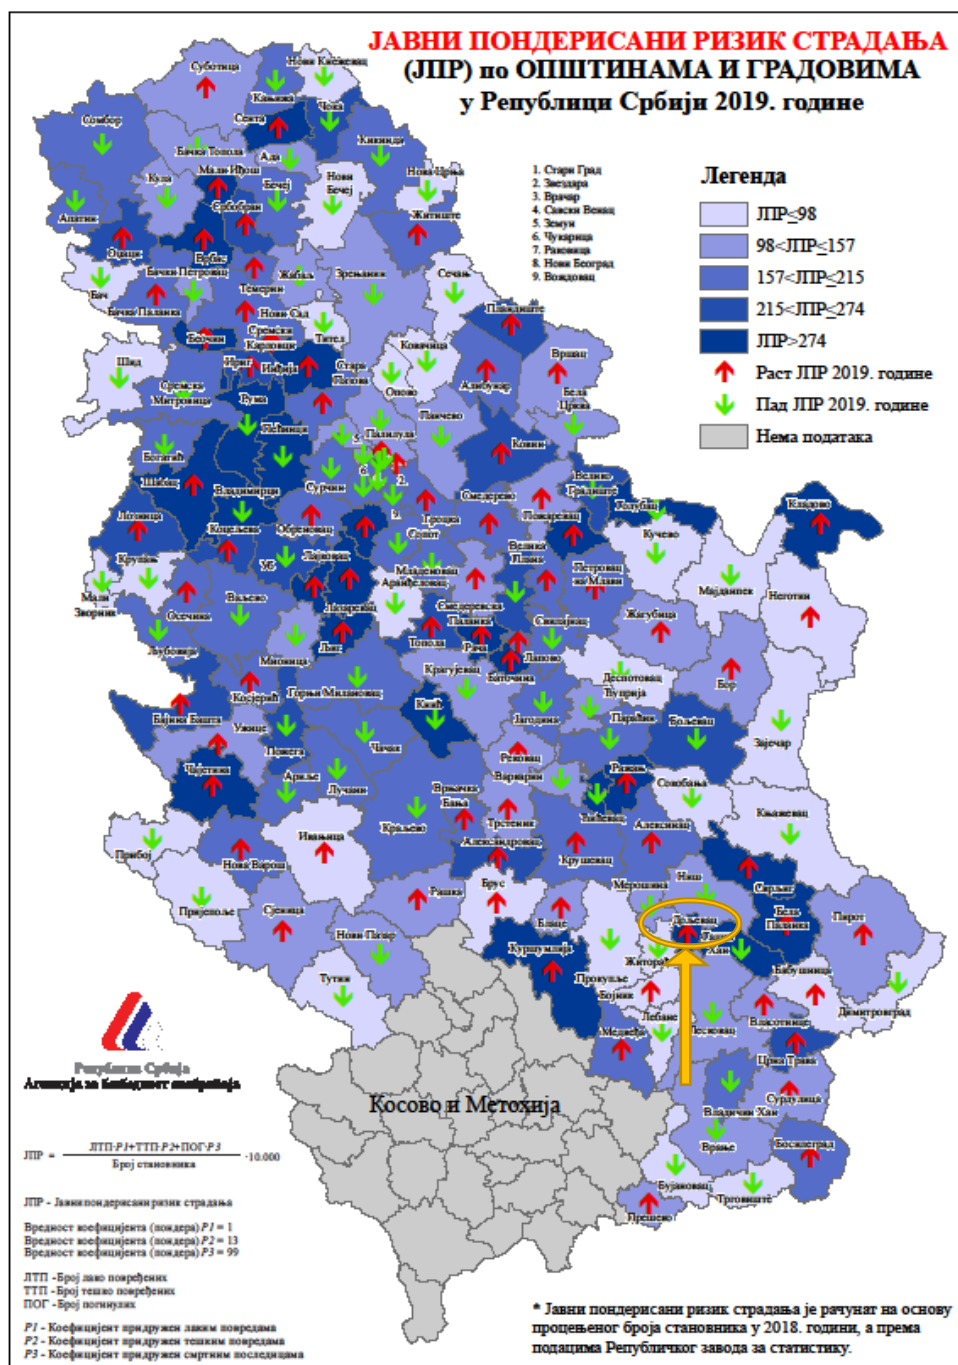 ЈАВНИ ПОНДЕРИСАНИ РИЗИК СТРАДАЊА
(ЈПР) по ОПШТИНАМА И ГРАДОВИМА
у Републици Србији 2019. године
1. Стари Град
2. Звездара
3. Врачар
4. Савски Венац
5. Земун
6. Чукарица
7. Раковица
8. Нови Београд
9. Вождовац
Легенда
ЈПР≤98
98<ЈПР≤157
157<ЈПР≤215
215<ЈПР≤274
ЈПР>274
Раст ЈПР 2019. године
Пад ЈПР 2019. године
Нема података
Суботица
Нови Кнежевац
Кањижа
Чока
Сента
Сомбор
Кикинда
Бачка Топола
Ада
Мали Иђош
Кула
Бечеј
Нови
Бечеј
Нова Црња
Апатин
Србобран
Житиште
Оџаци
Врбас
Бачки Петровац
Темерин
Жабаљ
Зрењанин
Сечањ
Бач
Бачка Паланка
Нови Сад
Пландиште
Беочин
Сремски
Карловци
Тител
Ковачица
Вршац
Шид
Ириг
Инђија
Стара
Пазова
Опово
Алибунар
Бела
Црква
Сремска
Митровица
Рума
Панчево
Пећинци
Палилула
5.
Ковин
Богатић
Сурчин
6.
2.
9.
Велико
Градиште
Голубац
Кладово
Шабац
Владимирци
Смедерево
Пожаревац
Лозница
Коцељева
Обреновац
Гроцка
Сопот
Кучево
Крупањ
Уб
Лајковац
Велика
Плана
Петровац
на Млави
Младеновац
Аранђеловац
Мајданпек
Неготин
Мали
Зворник
Осечина
Ваљево
Лазаревац
Смедеревска
Паланка
Жагубица
Љубовија
Мионица
Љиг
Топола
Рача
Свилајнац
Лапово
Баточина
Крагујевац
Деспотовац
Бор
Косјерић
Горњи Милановац
Ћуприја
Бајина Башта
Кнић
Јагодина
Параћин
Бољевац
Зајечар
Ужице
Пожега
Чачак
Рековац
Чајетина
Ариље
Лучани
Варварин
Ражањ
Сокобања
Врњачка
Бања
Ћићевац
Књажевац
Краљево
Трстеник
Алексинац
Прибој
Ивањица
Александровац
Крушевац
Нова Варош
Мерошина
Ниш
Сврљиг
Рашка
Брус
Пријепоље
Сјеница
Блаце
Дољевац
Бела
Паланка
Пирот
Нови Пазар
Куршумлија
Хан
Житорађа
Тутин
Прокупље
Бабушница
Бојник
Димитровград
Лебане
Лесковац
Власотинце
Медвеђа
Црна Трава
Сурдулица
Владичин Хан
Косово и Метохија
Врање
Босилеград
Бујановац
Трговиште
Прешево
Република Србија
Агенција за безбедност саобраћаја
ЈПР = ЛТП·P1+ТТП·P2+ПОГ·P3 ·10.000
Број становника
ЈПР - Јавни пондерисани ризик страдања
Вредност коефицијента (пондера) P1 = 1
Вредност коефицијента (пондера) P2 = 13
Вредност коефицијента (пондера) P3 = 99
ЛТП -Број лако повређених
ТТП -Број тешко повређених
ПОГ -Број погинулих
P1 - Коефицијент придружен лаким повредама
P2 - Коефицијент придружен тешким повредама
P3 - Коефицијент придружен смртним последицама
* Јавни пондерисани ризик страдања је рачунат на основу
процењеног броја становника у 2018. години, а према
подацима Републичког завода за статистику.